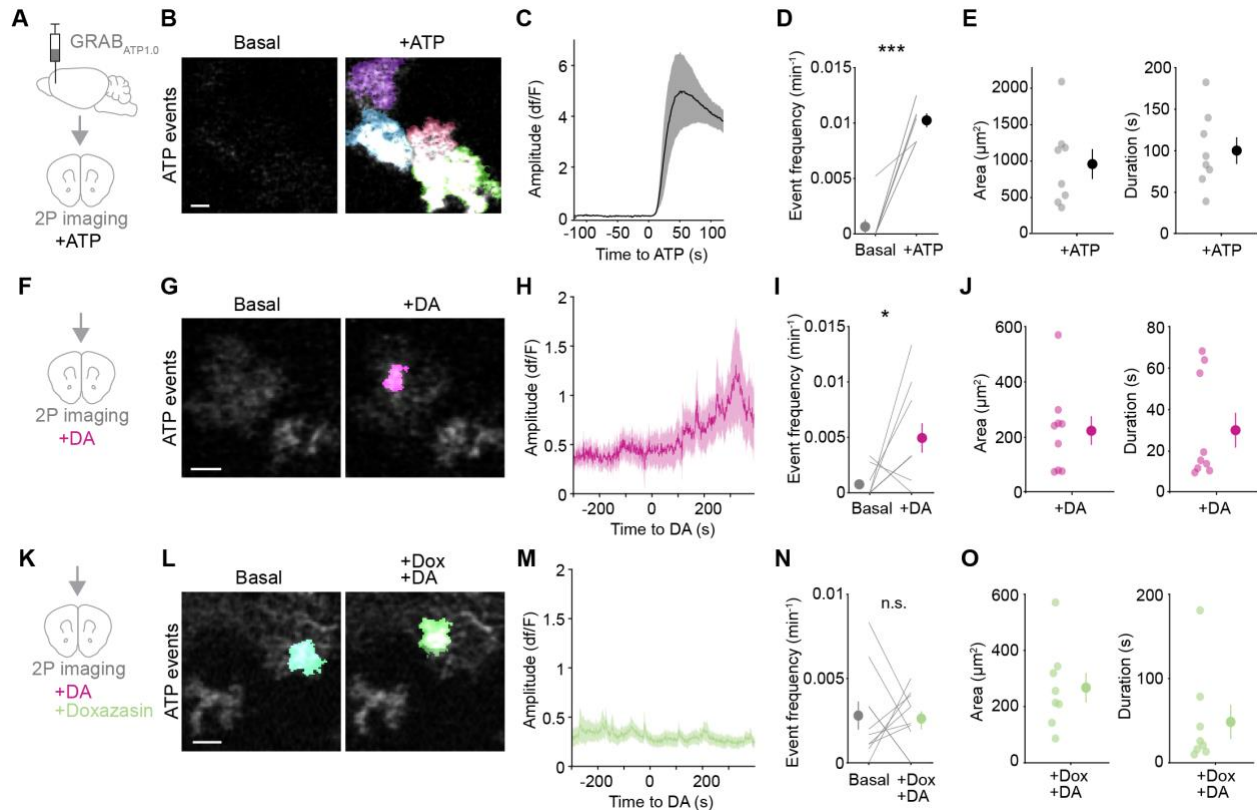 A
GRAB ATP1.0
2P imaging
+ATP
B
Basal
+ATP
ATP events
C
Amplitude (df/F)
8
6
4
2
0
-100
-50
0
50
100
Time to ATP (s)
D
***
Event frequency (min-1)
0.015
0.01
0.005
0
Basal
+ATP
E
Area (µm²)
2000
1500
1000
500
0
+ATP
Duration (s)
200
150
100
50
0
+ATP
F
2P imaging
+DA
G
Basal
+DA
ATP events
H
Amplitude (df/F)
2
1.5
1
0.5
0
-200
0
200
Time to DA (s)
I
*
Event frequency (min-1)
0.015
0.01
0.005
0
Basal
+DA
J
Area (µm²)
600
400
200
0
+DA
Duration (s)
80
60
40
20
0
+DA
K
2P imaging
+DA
+Doxazasin
L
Basal
+Dox
+DA
ATP events
M
Amplitude (df/F)
2
1.5
1
0.5
0
-200
0
200
Time to DA (s)
N
n.s.
Event frequency (min-1)
0.01
0.005
0
Basal
+Dox
+DA
O
Area (µm²)
600
400
200
0
+Dox
+DA
Duration (s)
200
100
0
+Dox
+DA